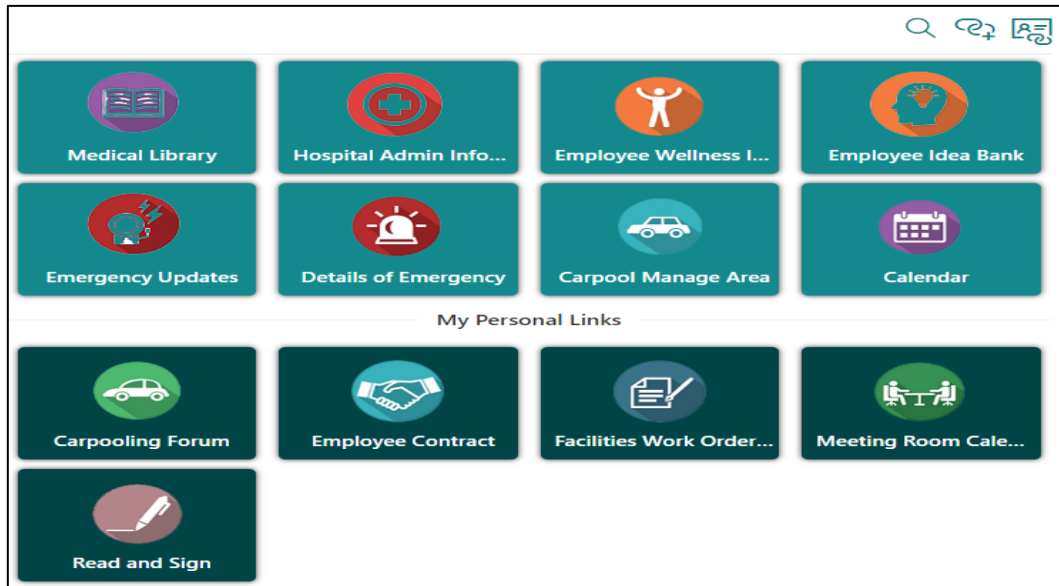 Medical Library
Hospital Admin Info...
Employee Wellness I...
Employee Idea Bank
Emergency Updates
Details of Emergency
Carpool Manage Area
Calendar
My Personal Links
Carpooling Forum
Employee Contract
Facilities Work Order...
Meeting Room Cale...
Read and Sign